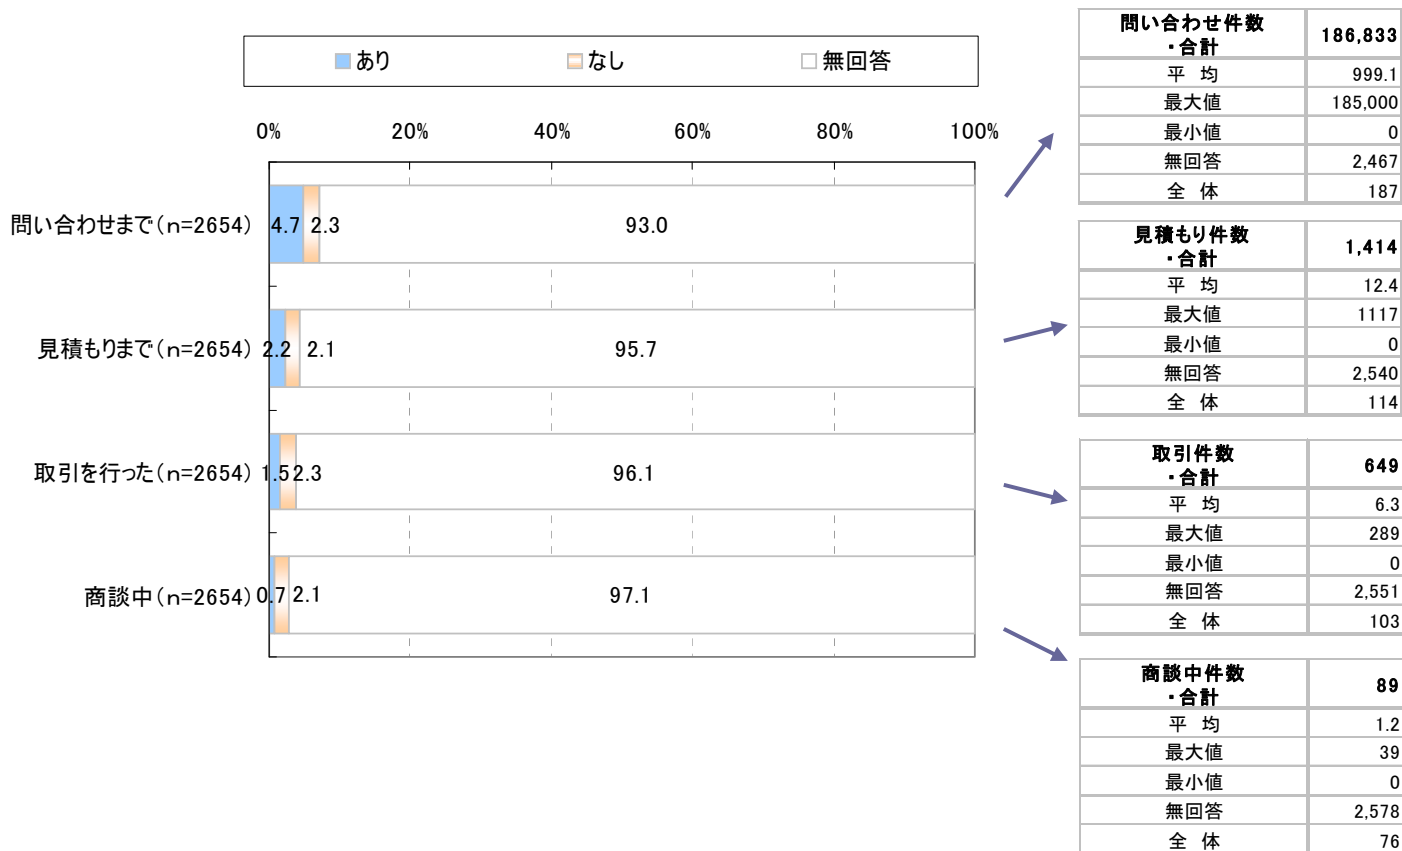 あり なし 無回答
0% 20% 40% 60% 80% 100%
問い合わせまで(n=2654) 4.7 2.3 93.0
見積もりまで(n=2654) 2.2 2.1 95.7
取引を行った(n=2654) 1.5 2.3 96.1
商談中(n=2654) 0.7 2.1 97.1
問い合わせ件数
・合計 186,833
平 均 999.1
最大値 185,000
最小値 0
無回答 2,467
全 体 187
見積もり件数
・合計 1,414
平 均 12.4
最大値 1117
最小値 0
無回答 2,540
全 体 114
取引件数
・合計 649
平 均 6.3
最大値 289
最小値 0
無回答 2,551
全 体 103
商談中件数
・合計 89
平 均 1.2
最大値 39
最小値 0
無回答 2,578
全 体 76